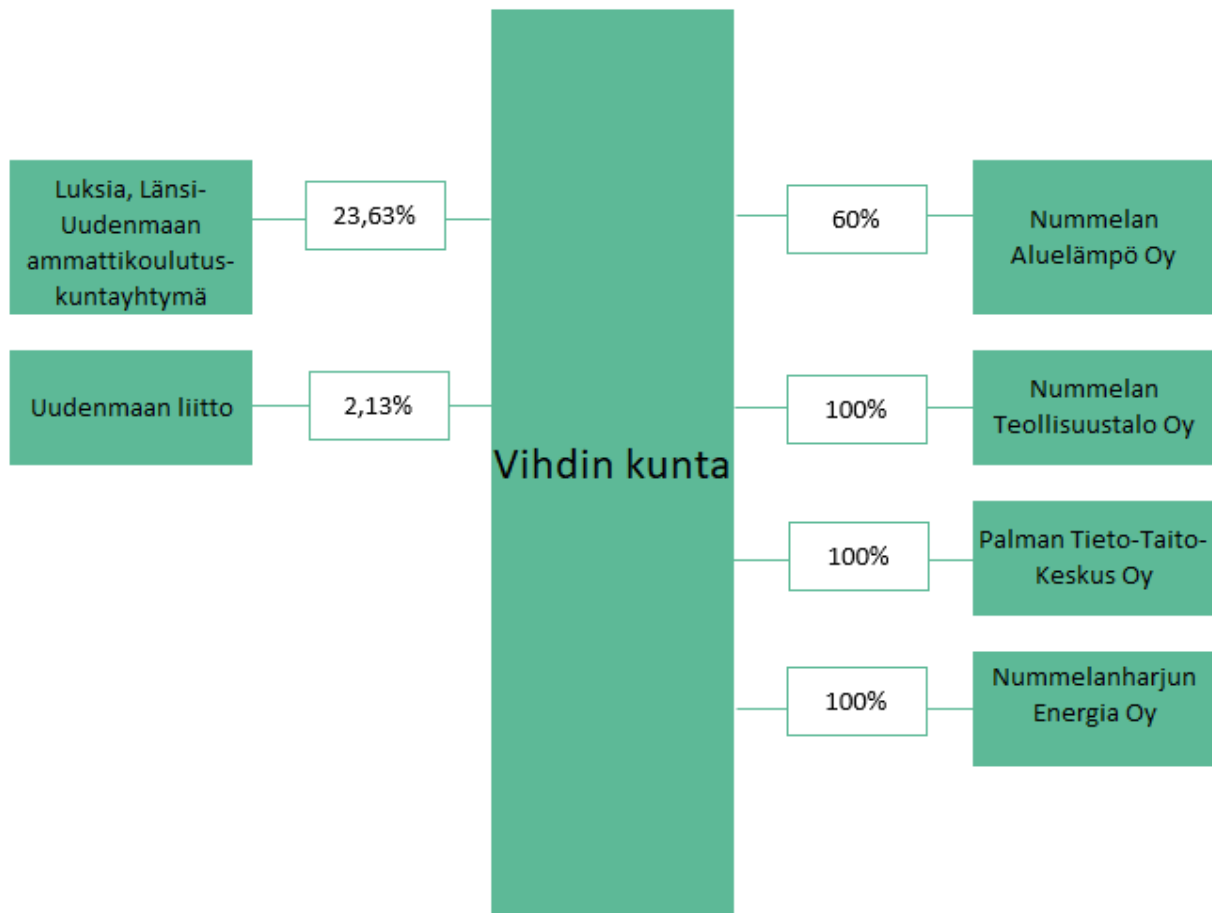 Luksia, Länsi-
Uudenmaan
ammattikoulutus-
kuntayhtymä
23,63%
Uudenmaan liitto
2,13%
Vihdin kunta
60%
Nummelan
Aluelämpö Oy
100%
Nummelan
Teollisuustalo Oy
100%
Palman Tieto-Taito-
Keskus Oy
100%
Nummelanharjun
Energia Oy